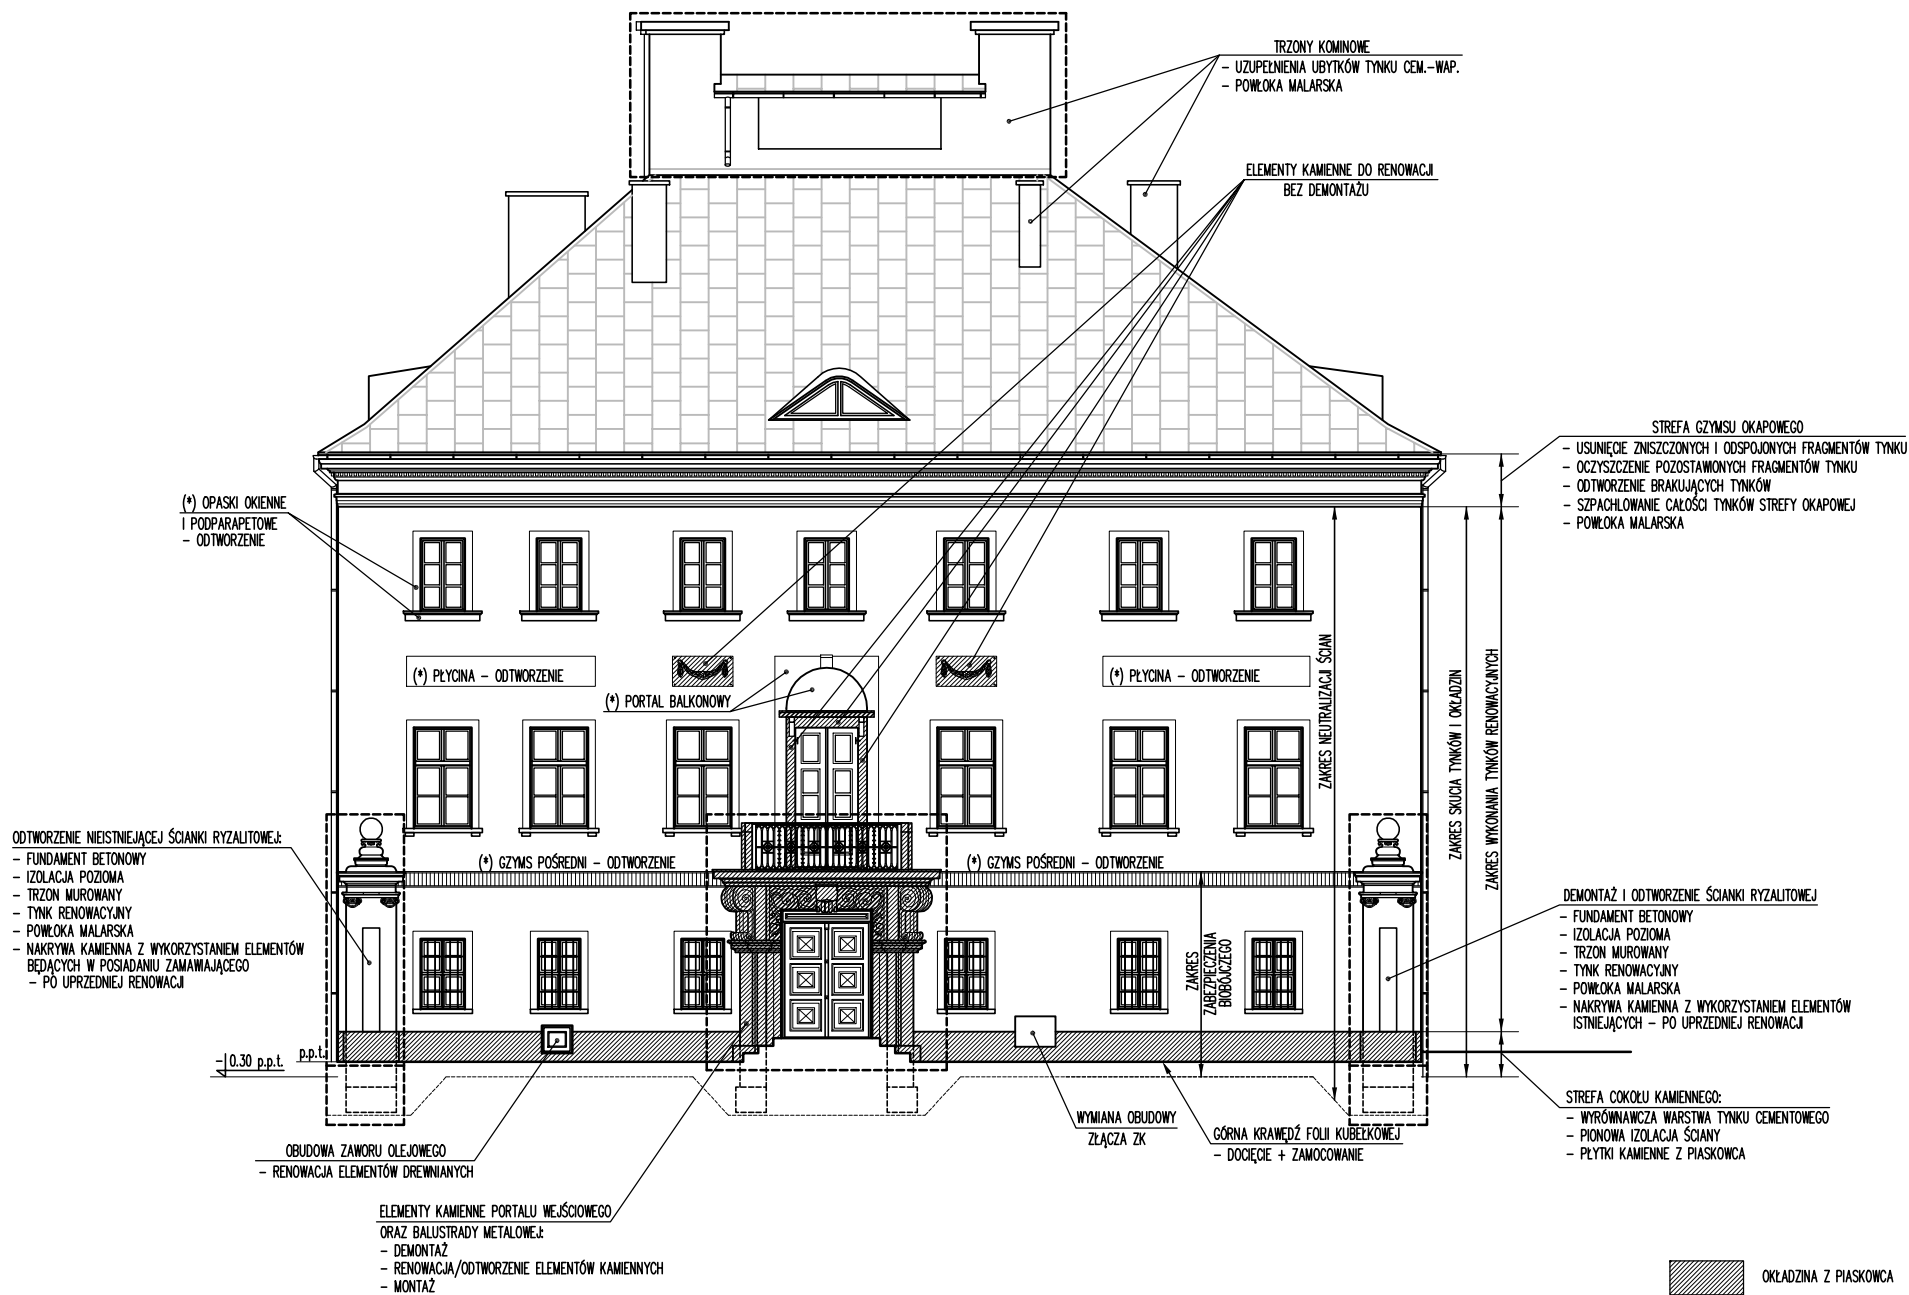 TRZONY KOMINOWE
- UZUPEŁNIENIA UBYTKÓW TYNKU CEM.-WAP.
- POWŁOKA MALARSKA
ELEMENTY KAMIENNE DO RENOWACJI
BEZ DEMONTAŻU
STREFA GZYMSU OKAPOWEGO
- USUNIĘCIE ZNISZCZONYCH I ODSPOJONYCH FRAGMENTÓW TYNKU
- OCZYSZCZENIE POZOSTAWIONYCH FRAGMENTÓW TYNKU
- ODTWORZENIE BRAKUJĄCYCH TYNKÓW
- SZPACHLOWANIE CAŁOŚCI TYNKÓW STREFY OKAPOWEJ
- POWŁOKA MALARSKA
(*) OPASKI OKIENNE
I PODPARAPETOWE
- ODTWORZENIE
(*) PŁYCINA - ODTWORZENIE
(*) PORTAL BALKONOWY
(*) PŁYCINA - ODTWORZENIE
ZAKRES NEUTRALIZACJI ŚCIAN
ZAKRES SKUCIA TYNKÓW I OKŁADZIN
ZAKRES WYKONANIA TYNKÓW RENOWACYJNYCH
ODTWORZENIE NIEISTNIEJĄCEJ ŚCIANKI RYZALITOWEJ:
- FUNDAMENT BETONOWY
- IZOLACJA POZIOMA
- TRZON MUROWANY
- TYNK RENOWACYJNY
- POWŁOKA MALARSKA
- NAKRYWA KAMIENNA Z WYKORZYSTANIEM ELEMENTÓW
BĘDĄCYCH W POSIADANIU ZAMAWIAJĄCEGO
- PO UPRZEDNIEJ RENOWACJI
(*) GZYMS POŚREDNI - ODTWORZENIE
(*) GZYMS POŚREDNI - ODTWORZENIE
ZAKRES
ZABEZPIECZENIA
BIOBÓJCZEGO
DEMONTAŻ I ODTWORZENIE ŚCIANKI RYZALITOWEJ
- FUNDAMENT BETONOWY
- IZOLACJA POZIOMA
- TRZON MUROWANY
- TYNK RENOWACYJNY
- POWŁOKA MALARSKA
- NAKRYWA KAMIENNA Z WYKORZYSTANIEM ELEMENTÓW
ISTNIEJĄCYCH - PO UPRZEDNIEJ RENOWACJI
p.p.t.
-0.30 p.p.t.
STREFA COKOŁU KAMIENNEGO:
- WYRÓWNAWCZA WARSTWA TYNKU CEMENTOWEGO
- PIONOWA IZOLACJA ŚCIANY
- PŁYTKI KAMIENNE Z PIASKOWCA
WYMIANA OBUDOWY
ZŁĄCZA ZK
GÓRNA KRAWĘDŹ FOLII KUBEŁKOWEJ
- DOCIĘCIE + ZAMOCOWANIE
OBUDOWA ZAWORU OLEJOWEGO
- RENOWACJA ELEMENTÓW DREWNIANYCH
ELEMENTY KAMIENNE PORTALU WEJŚCIOWEGO
ORAZ BALUSTRADY METALOWEJ:
- DEMONTAŻ
- RENOWACJA/ODTWORZENIE ELEMENTÓW KAMIENNYCH
- MONTAŻ
OKŁADZINA Z PIASKOWCA